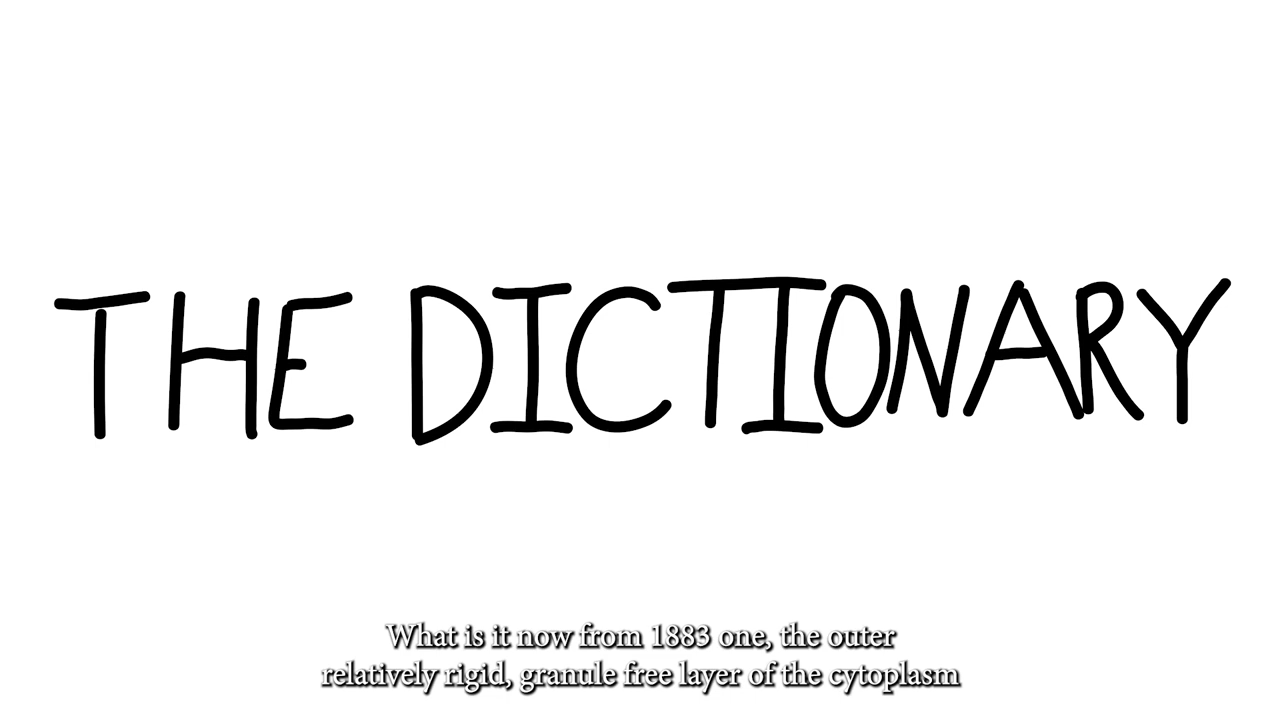 THE DICTIONARY
What is it now from 1883 one, the outer
relatively rigid, granule free layer of the cytoplasm